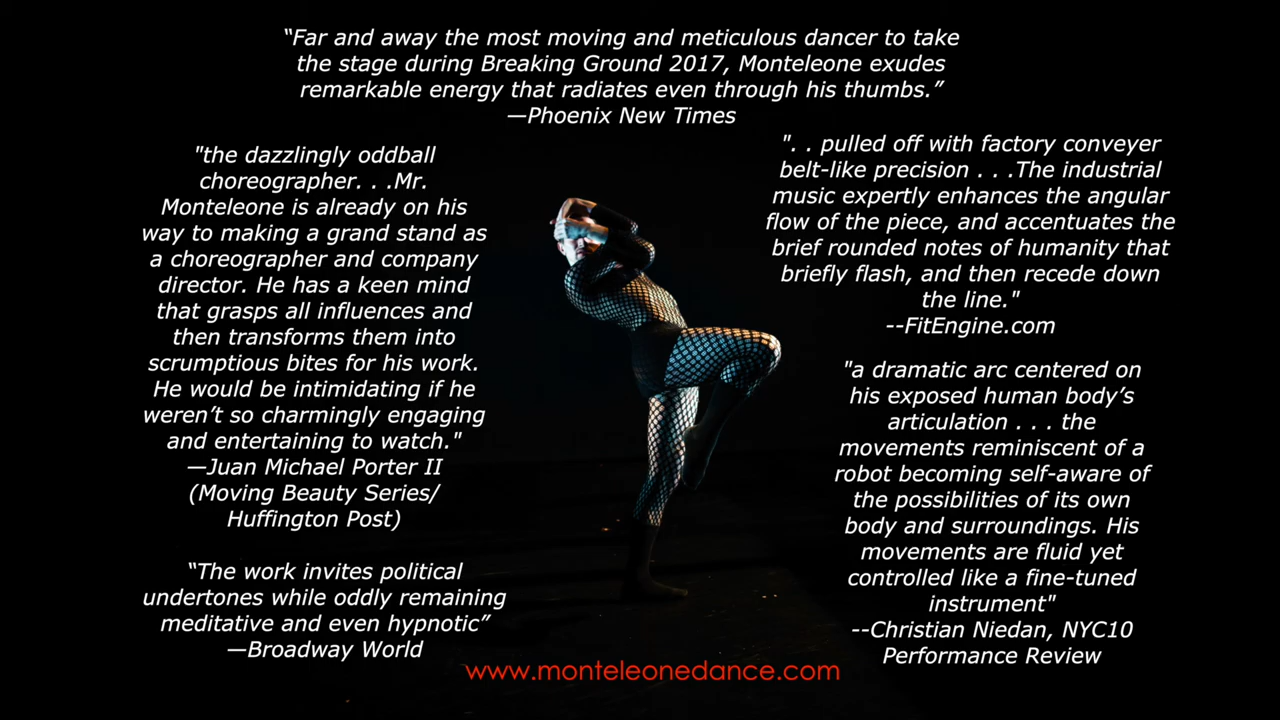 “Far and away the most moving and meticulous dancer to take
the stage during Breaking Ground 2017, Monteleone exudes
remarkable energy that radiates even through his thumbs.”
—Phoenix New Times
"the dazzlingly oddball
choreographer. . .Mr.
Monteleone is already on his
way to making a grand stand as
a choreographer and company
director. He has a keen mind
that grasps all influences and
then transforms them into
scrumptious bites for his work.
He would be intimidating if he
weren’t so charmingly engaging
and entertaining to watch."
—Juan Michael Porter II
(Moving Beauty Series/
Huffington Post)
“The work invites political
undertones while oddly remaining
meditative and even hypnotic”
—Broadway World
". . pulled off with factory conveyer
belt-like precision . . .The industrial
music expertly enhances the angular
flow of the piece, and accentuates the
brief rounded notes of humanity that
briefly flash, and then recede down
the line."
--FitEngine.com
"a dramatic arc centered on
his exposed human body’s
articulation . . . the
movements reminiscent of a
robot becoming self-aware of
the possibilities of its own
body and surroundings. His
movements are fluid yet
controlled like a fine-tuned
instrument"
--Christian Niedan, NYC10
Performance Review
www.monteleonedance.com